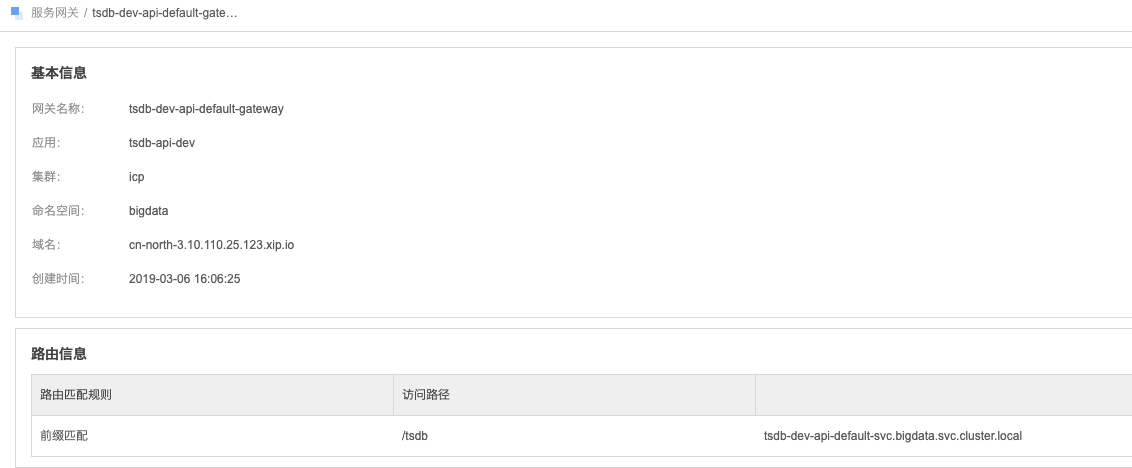 服务网关 / tsdb-dev-api-default-gate...
基本信息
网关名称: tsdb-dev-api-default-gateway
应用: tsdb-api-dev
集群: icp
命名空间: bigdata
域名: cn-north-3.10.110.25.123.xip.io
创建时间: 2019-03-06 16:06:25
路由信息
路由匹配规则 访问路径
前缀匹配 /tsdb tsdb-dev-api-default-svc.bigdata.svc.cluster.local